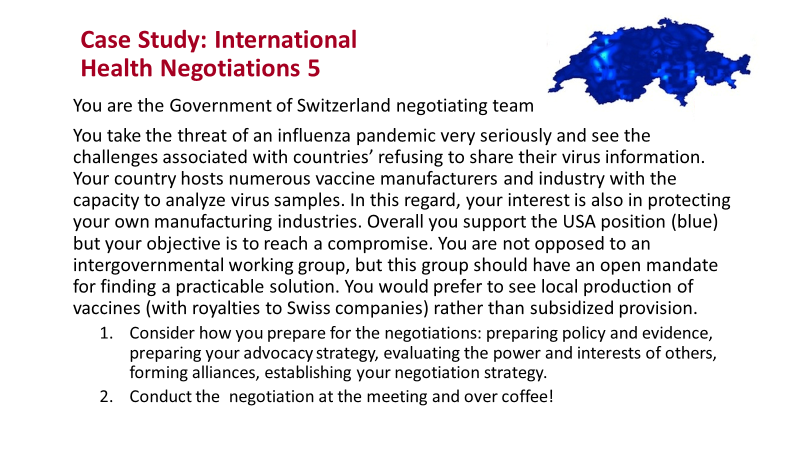 Case Study: International
Health Negotiations 5
You are the Government of Switzerland negotiating team
You take the threat of an influenza pandemic very seriously and see the
challenges associated with countries’ refusing to share their virus information.
Your country hosts numerous vaccine manufacturers and industry with the
capacity to analyze virus samples. In this regard, your interest is also in protecting
your own manufacturing industries. Overall you support the USA position (blue)
but your objective is to reach a compromise. You are not opposed to an
intergovernmental working group, but this group should have an open mandate
for finding a practicable solution. You would prefer to see local production of
vaccines (with royalties to Swiss companies) rather than subsidized provision.
1. Consider how you prepare for the negotiations: preparing policy and evidence,
preparing your advocacy strategy, evaluating the power and interests of others,
forming alliances, establishing your negotiation strategy.
2. Conduct the  negotiation at the meeting and over coffee!